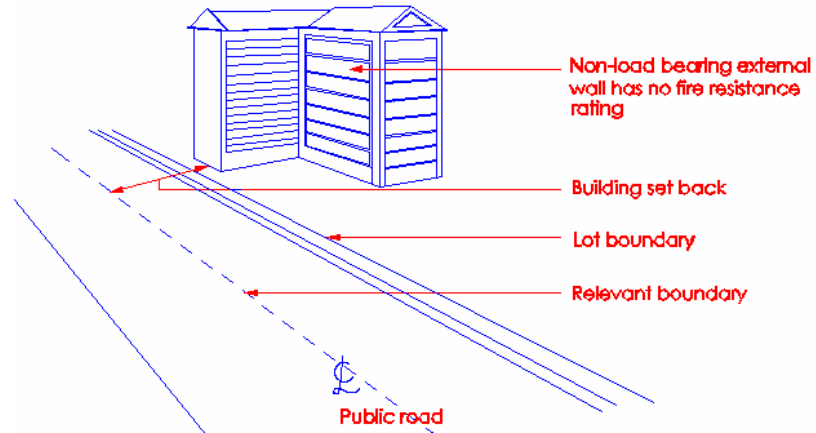 Non-load bearing external
wall has no fire resistance
rating
Building set back
Lot boundary
Relevant boundary
℄
Public road